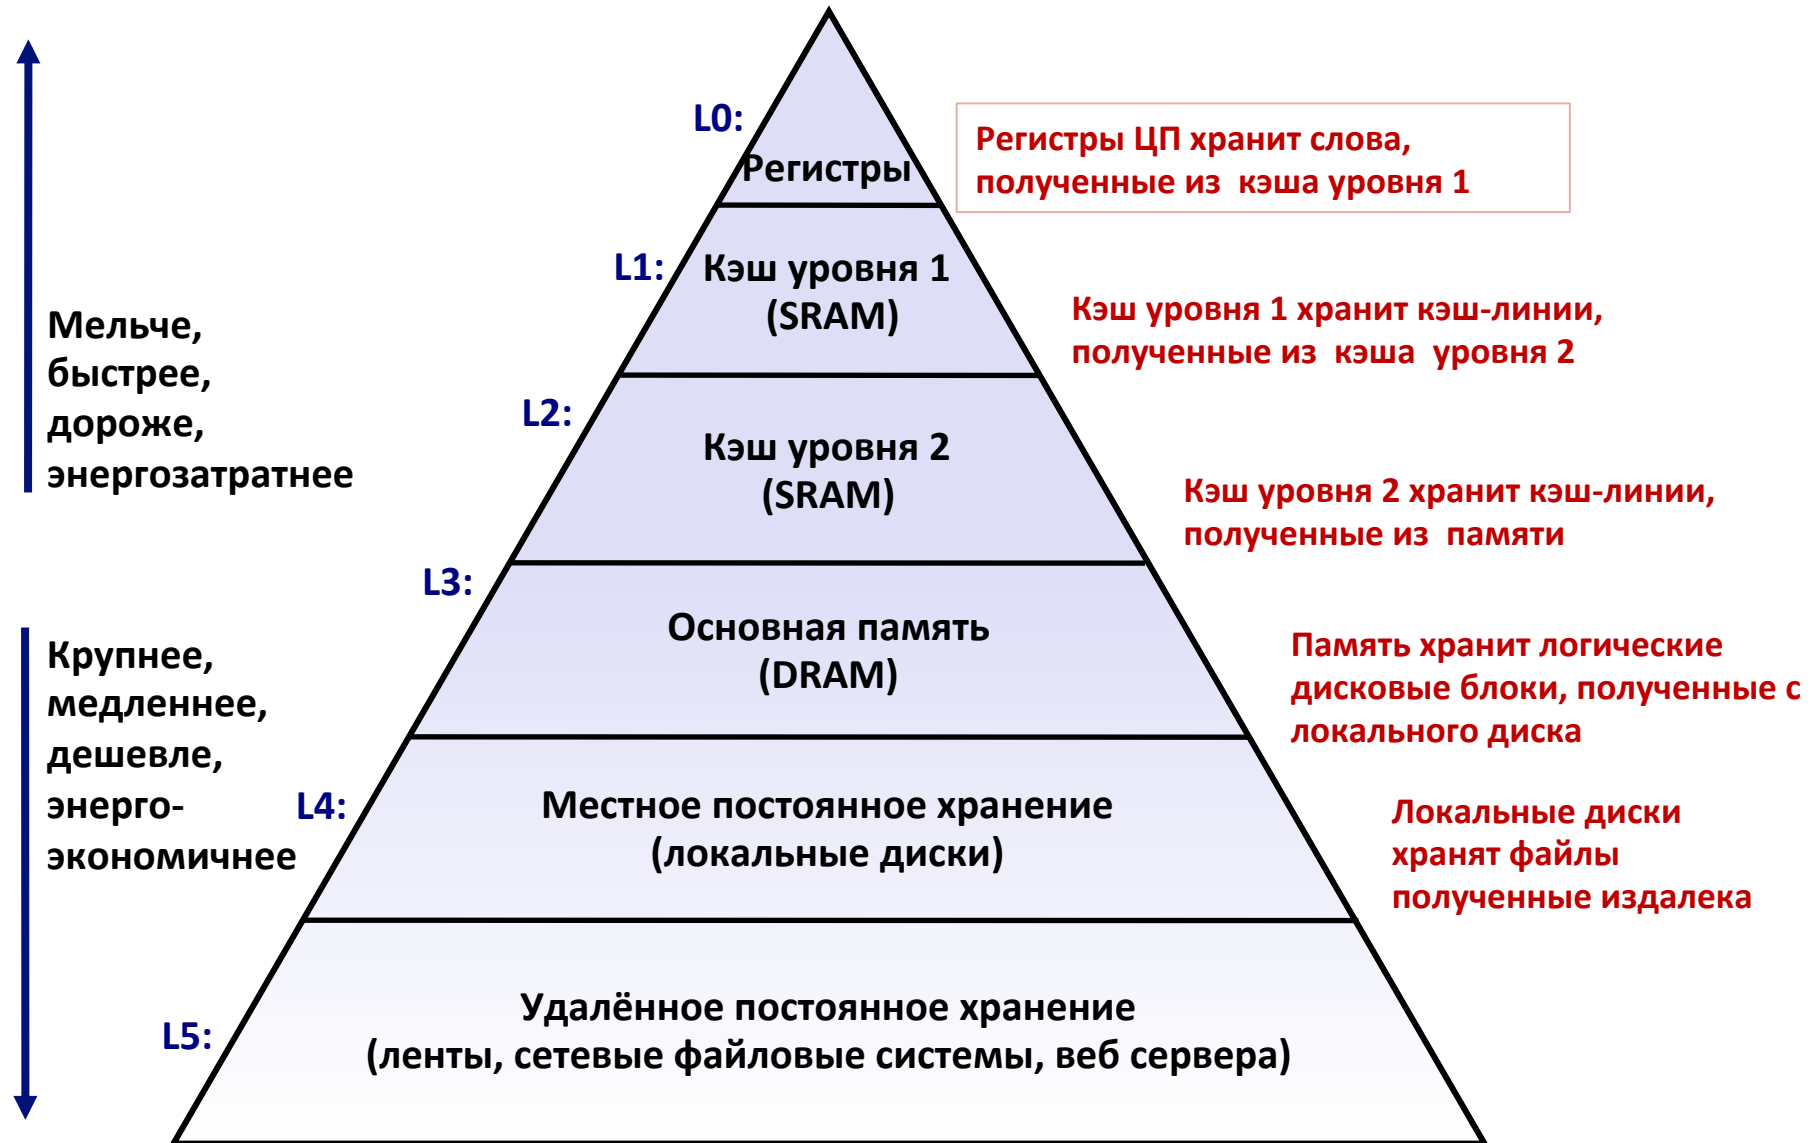 L0:
Регистры
Регистры ЦП хранит слова,
полученные из кэша уровня 1
L1:
Кэш уровня 1
(SRAM)
Кэш уровня 1 хранит кэш-линии,
полученные из кэша уровня 2
Мельче,
быстрее,
дороже,
энергозатратнее
L2:
Кэш уровня 2
(SRAM)
Кэш уровня 2 хранит кэш-линии,
полученные из памяти
L3:
Основная память
(DRAM)
Память хранит логические
дисковые блоки, полученные с
локального диска
Крупнее,
медленнее,
дешевле,
энерго-
экономичнее
L4:
Местное постоянное хранение
(локальные диски)
Локальные диски
хранят файлы
полученные издалека
L5:
Удалённое постоянное хранение
(ленты, сетевые файловые системы, веб сервера)